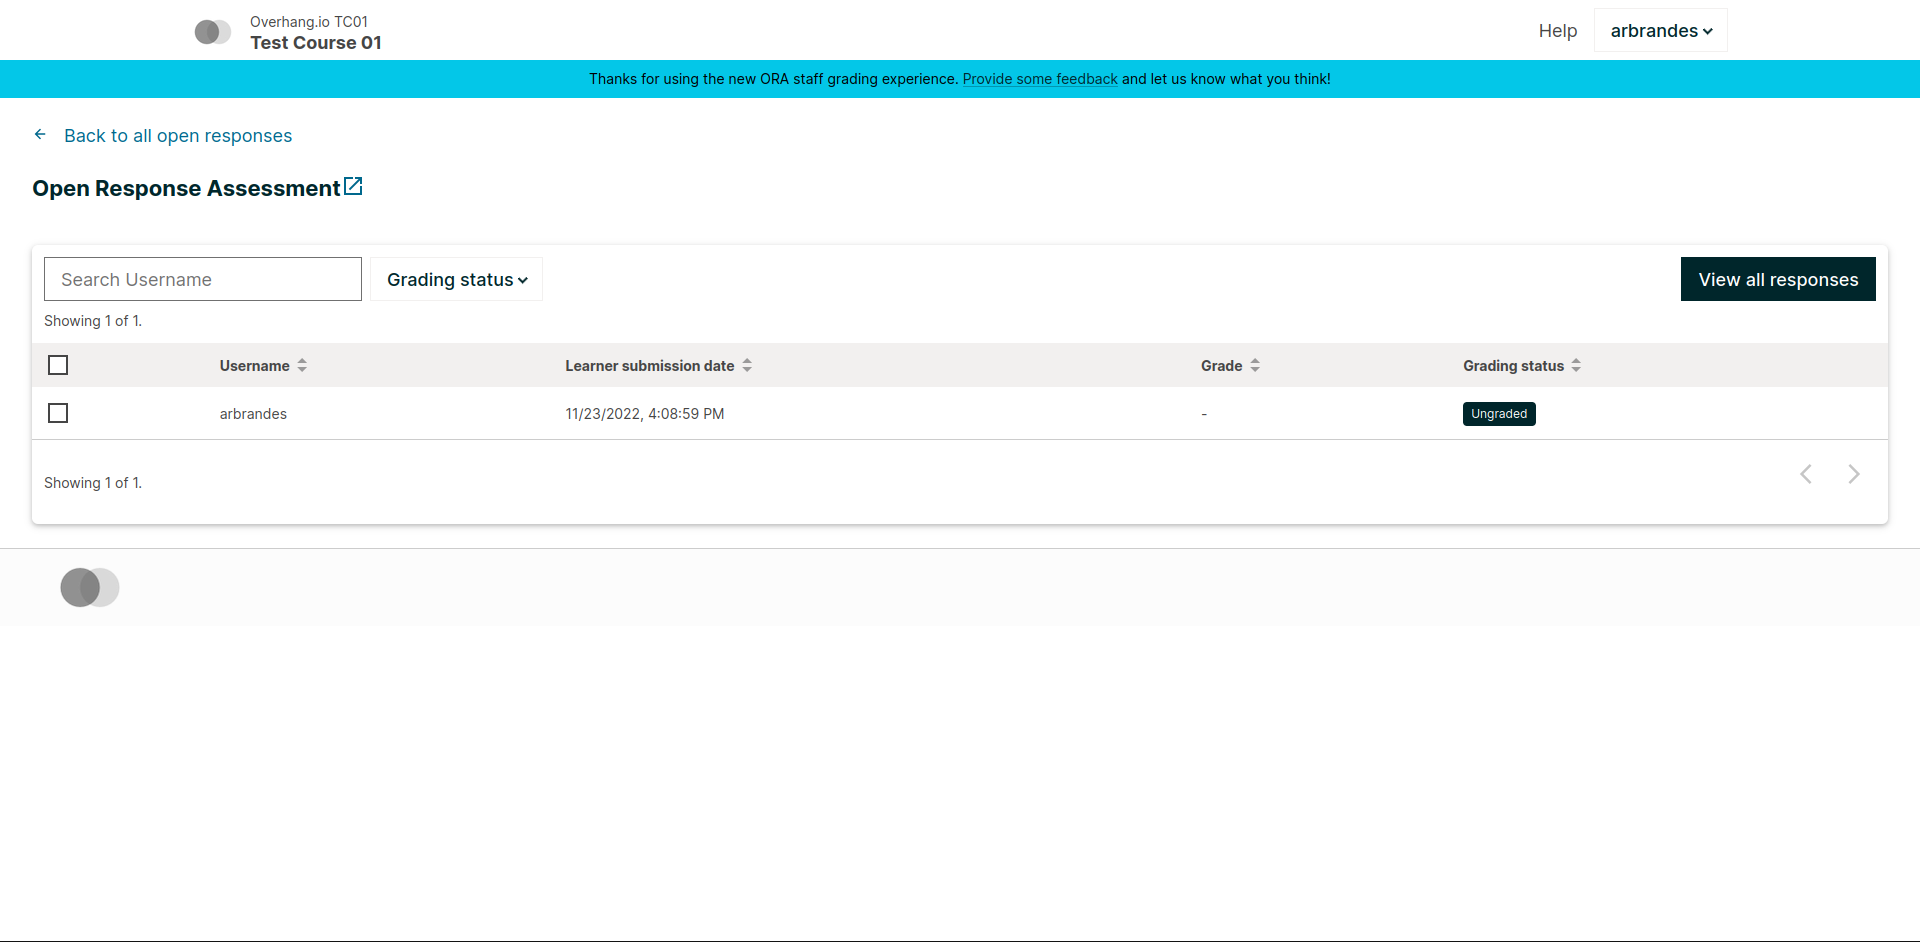 Overhang.io TC01
Test Course 01
Help
arbrandes
Thanks for using the new ORA staff grading experience. Provide some feedback and let us know what you think!
Back to all open responses
Open Response Assessment
Search Username
Grading status
View all responses
Showing 1 of 1.
Username Learner submission date Grade Grading status
arbrandes 11/23/2022, 4:08:59 PM - Ungraded
Showing 1 of 1.